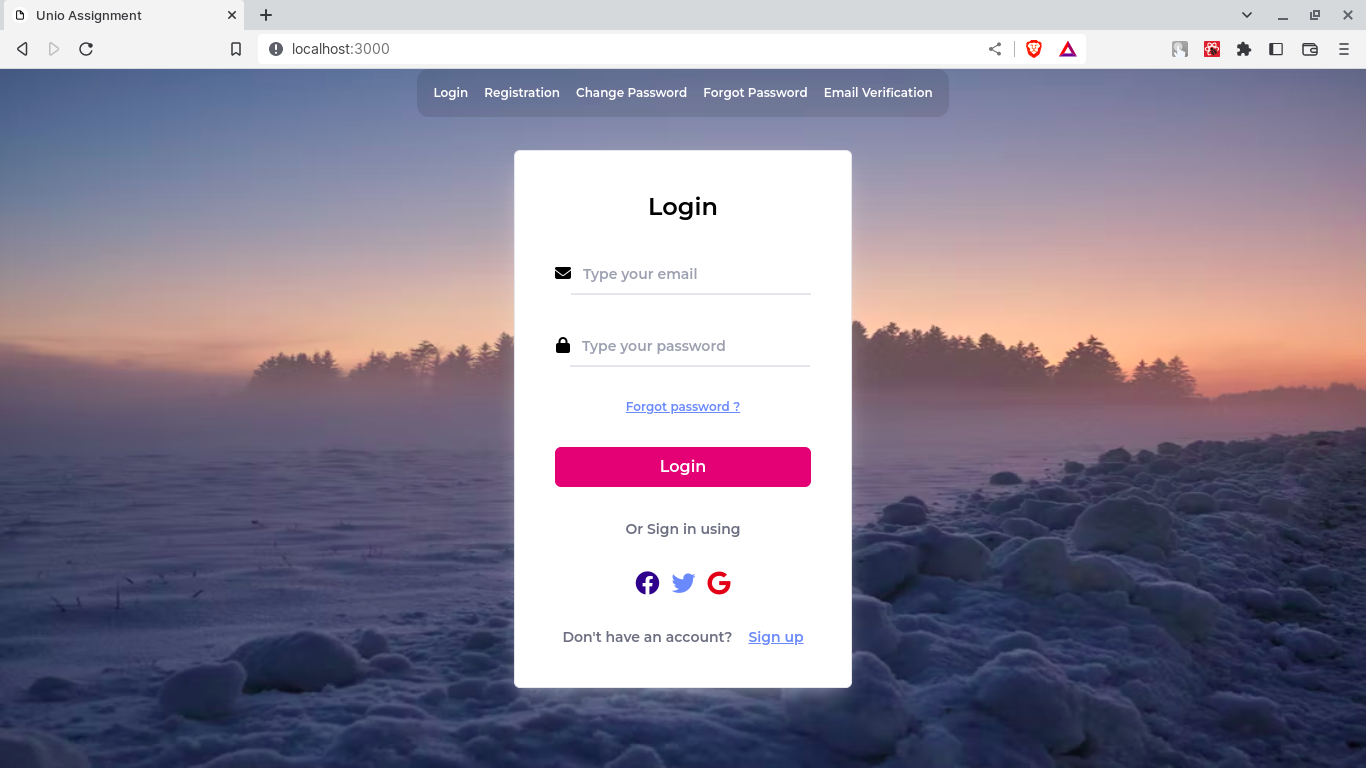 Unio Assignment
localhost:3000
Login Registration Change Password Forgot Password Email Verification
Login
Type your email
Type your password
Forgot password ?
Login
Or Sign in using
Don't have an account? Sign up